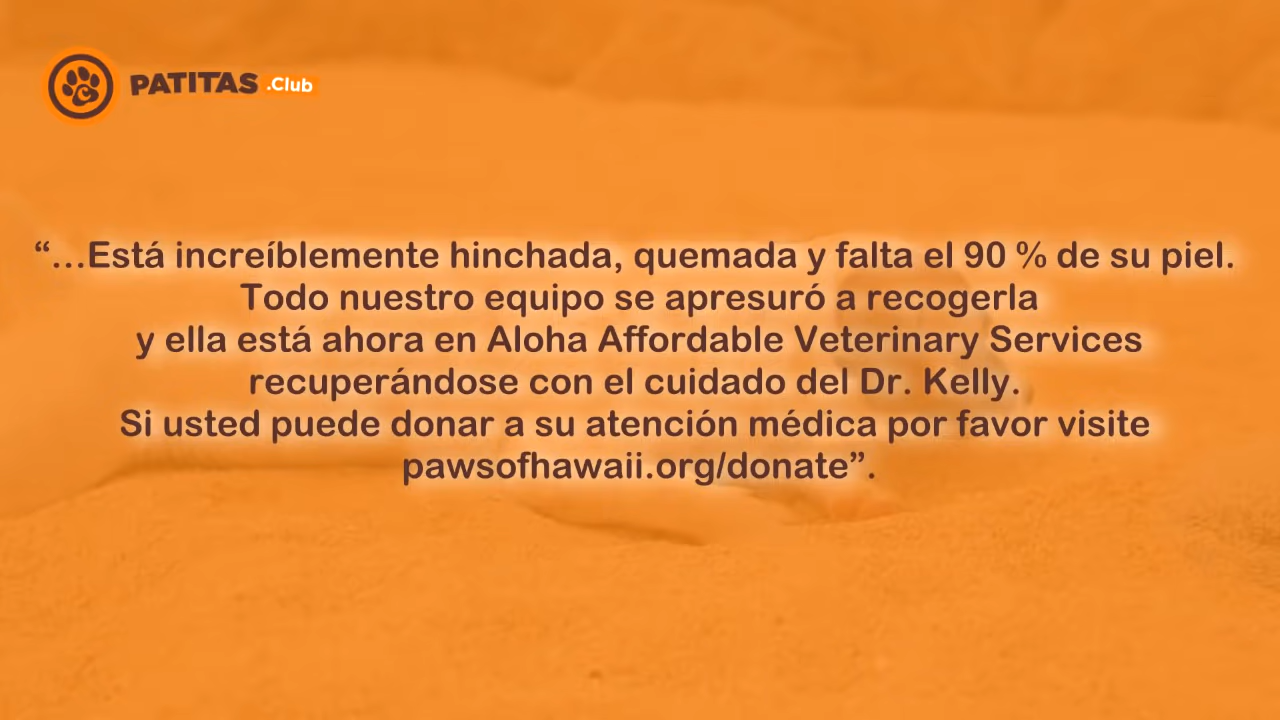 PATITAS .Club
“...Está increíblemente hinchada, quemada y falta el 90 % de su piel.
Todo nuestro equipo se apresuró a recogerla
y ella está ahora en Aloha Affordable Veterinary Services
recuperándose con el cuidado del Dr. Kelly.
Si usted puede donar a su atención médica por favor visite
pawsofhawaii.org/donate”.